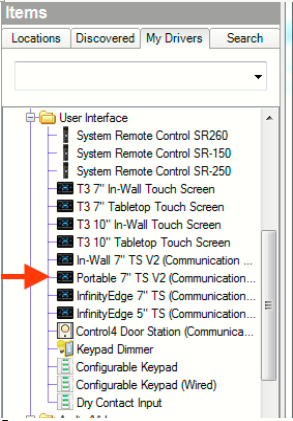 Items
Locations Discovered My Drivers Search
User Interface
System Remote Control SR260
System Remote Control SR-150
System Remote Control SR-250
T3 7" In-Wall Touch Screen
T3 7" Tabletop Touch Screen
T3 10" In-Wall Touch Screen
T3 10" Tabletop Touch Screen
In-Wall 7" TS V2 (Communication ...
Portable 7" TS V2 (Communication...
InfinityEdge 7" TS (Communication...
InfinityEdge 5" TS (Communication...
Control4 Door Station (Communica...
Keypad Dimmer
Configurable Keypad
Configurable Keypad (Wired)
Dry Contact Input